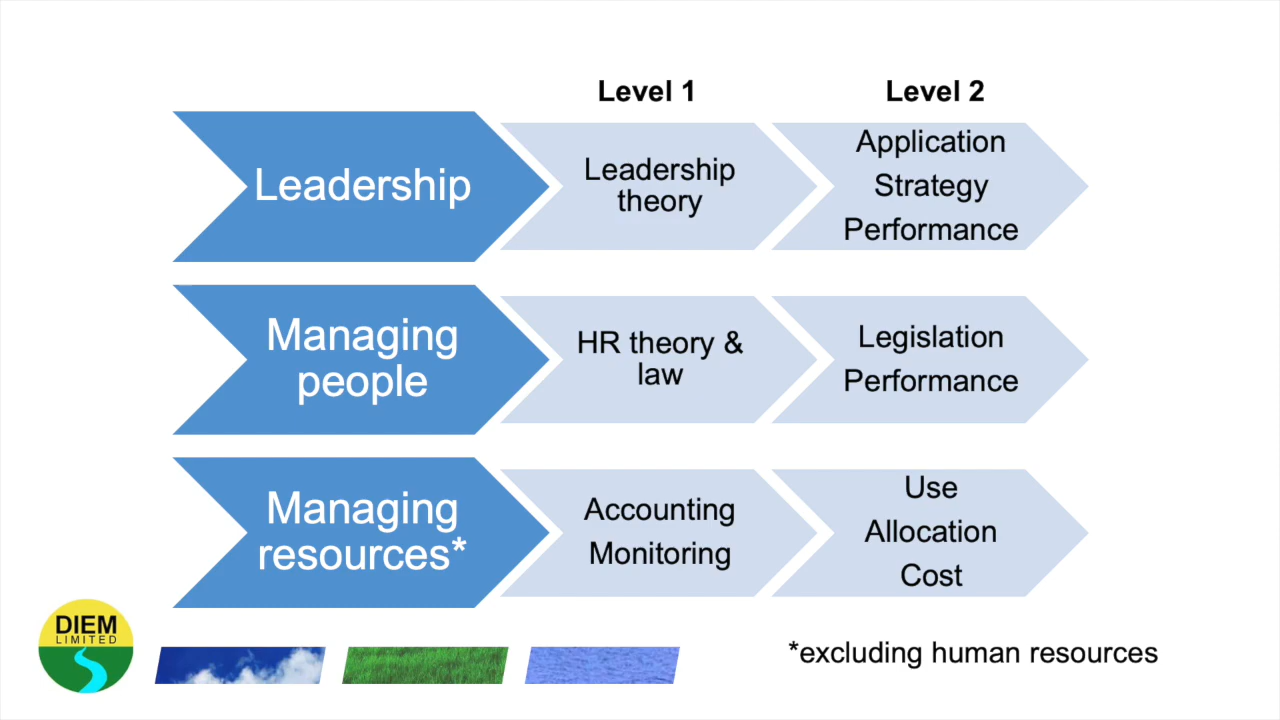 Level 1
Level 2
Leadership
Leadership
theory
Application
Strategy
Performance
Managing
people
HR theory &
law
Legislation
Performance
Managing
resources*
Accounting
Monitoring
Use
Allocation
Cost
DIEM
LIMITED
*excluding human resources